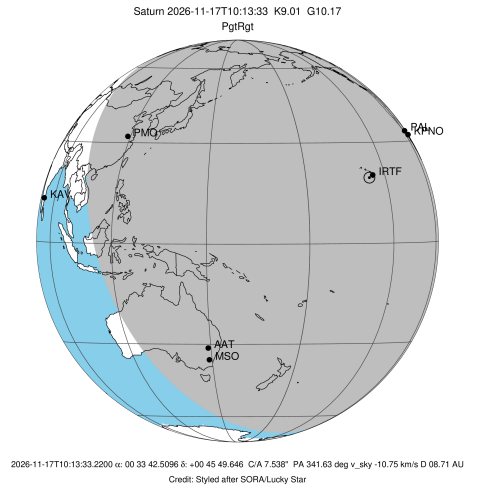 Saturn 2026-11-17T10:13:33 K9.01 G10.17
PgtRgt
PMO
PAL
KPNO
IRTF
KAV
AAT
MSO
2026-11-17T10:13:33.2200 α: 00 33 42.5096 δ: +00 45 49.646 C/A 7.538" PA 341.63 deg v_sky -10.75 km/s D 08.71 AU
Credit: Styled after SORA/Lucky Star